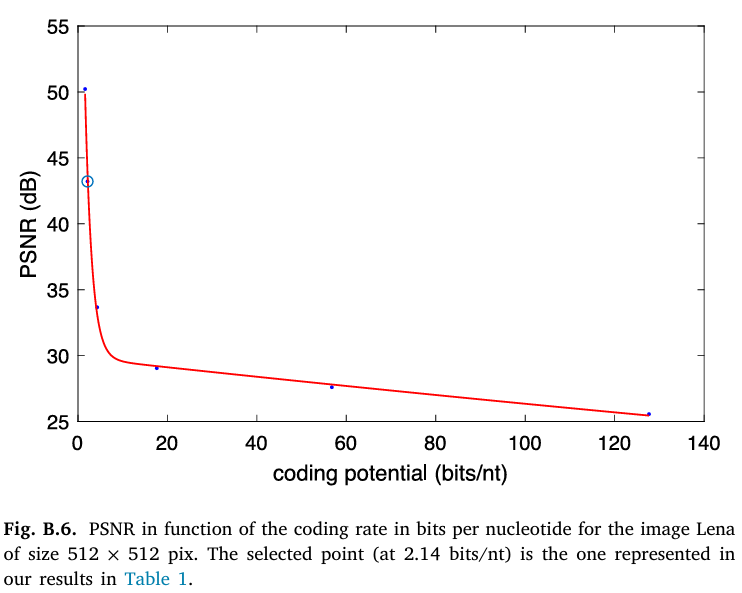 55
50
45
40
35
30
25
PSNR (dB)
0 20 40 60 80 100 120 140
coding potential (bits/nt)
Fig. B.6. PSNR in function of the coding rate in bits per nucleotide for the image Lena
of size 512 × 512 pix. The selected point (at 2.14 bits/nt) is the one represented in
our results in Table 1.